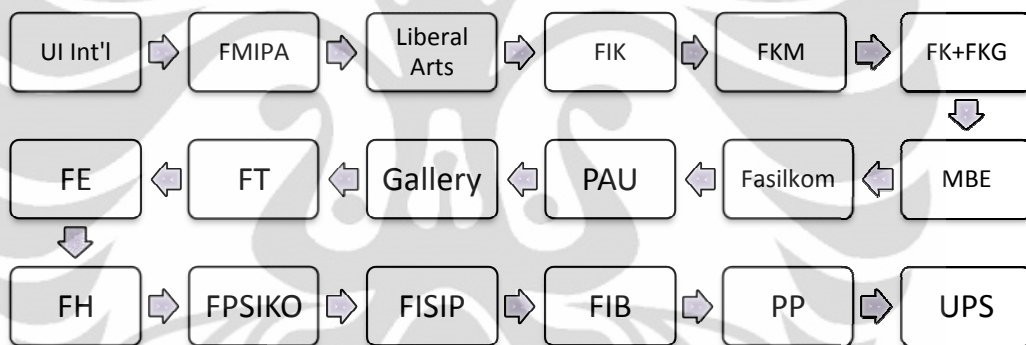 UI Int'l
FMIPA
Liberal
Arts
FIK
FKM
FK+FKG
MBE
Fasilkom
PAU
Gallery
FT
FE
FH
FPSIKO
FISIP
FIB
PP
UPS